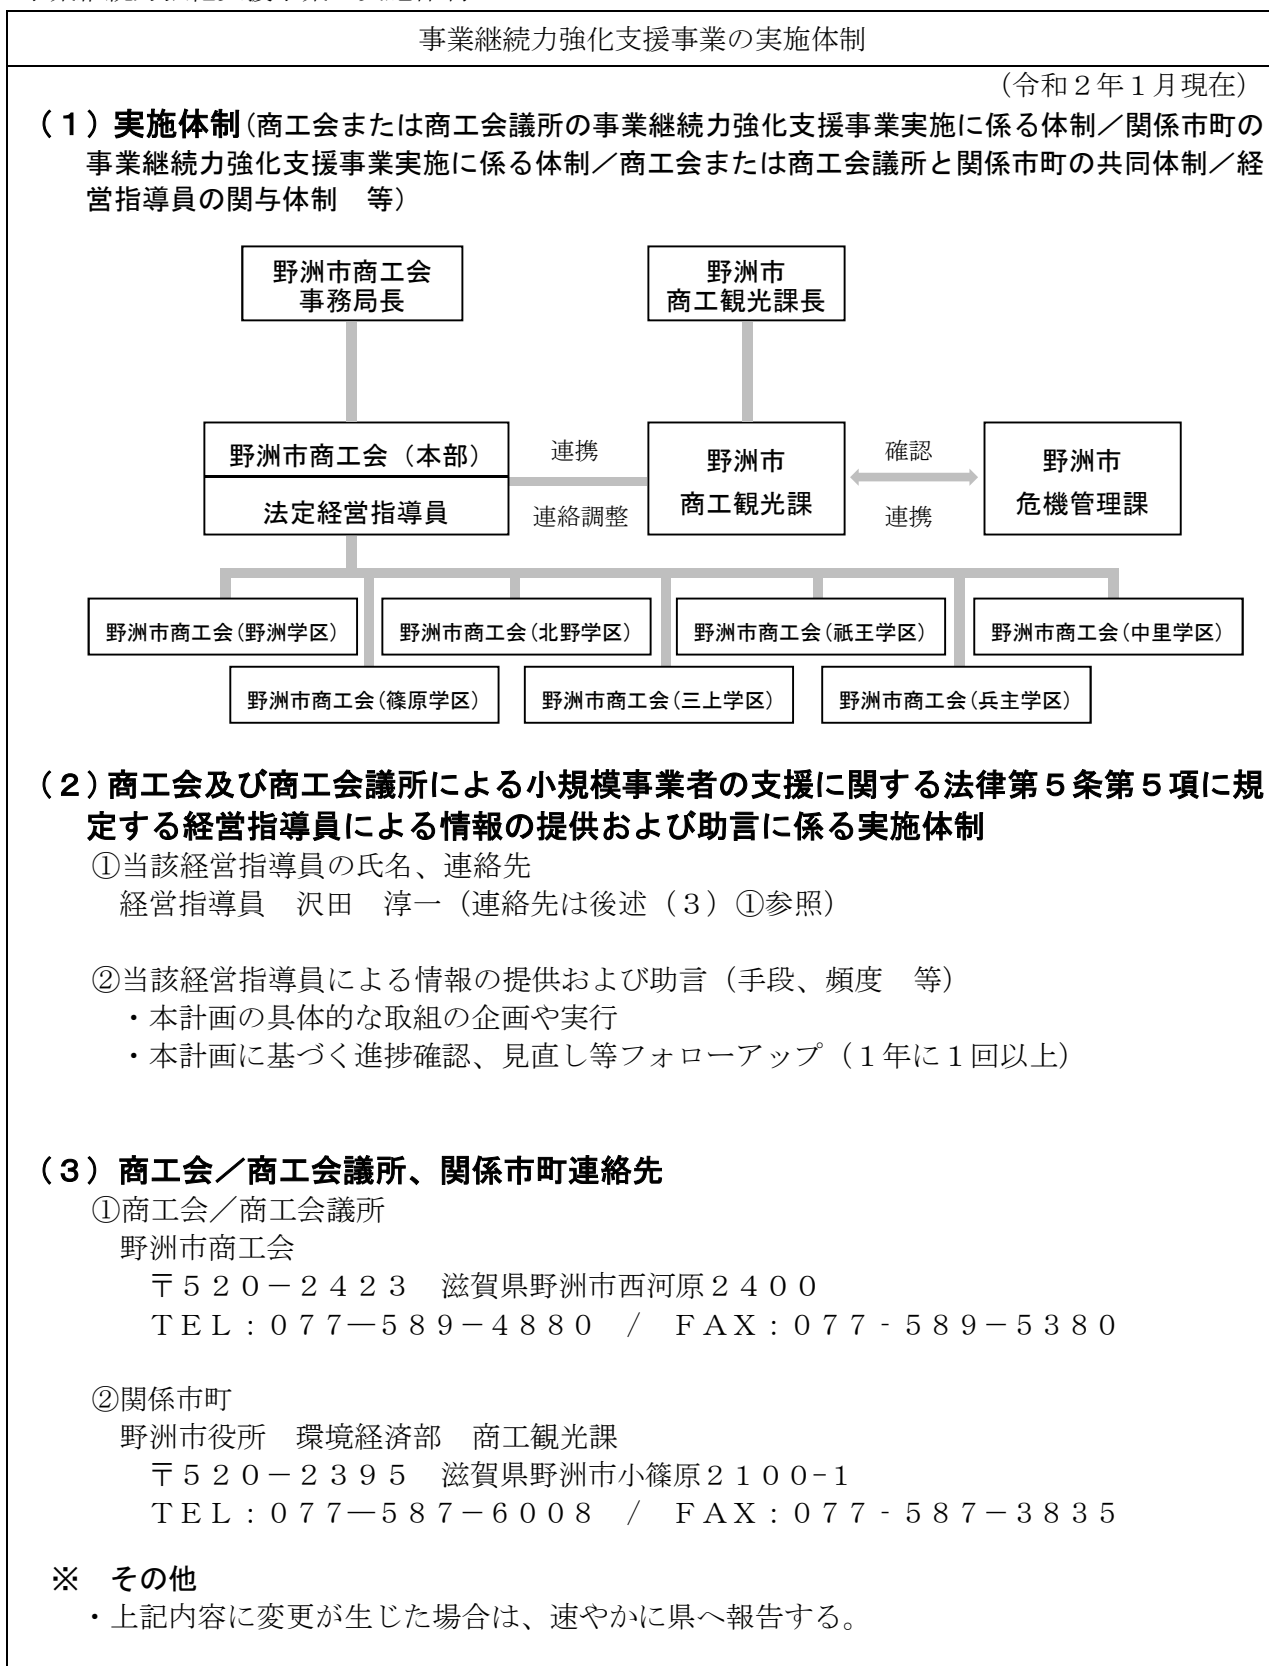 事業継続力強化支援事業の実施体制
（令和２年１月現在）
（１）実施体制（商工会または商工会議所の事業継続力強化支援事業実施に係る体制／関係市町の
事業継続力強化支援事業実施に係る体制／商工会または商工会議所と関係市町の共同体制／経
営指導員の関与体制　等）
野洲市商工会
事務局長
野洲市
商工観光課長
野洲市商工会（本部）
法定経営指導員
連携
連絡調整
野洲市
商工観光課
確認
連携
野洲市
危機管理課
野洲市商工会（野洲学区）
野洲市商工会（北野学区）
野洲市商工会（祇王学区）
野洲市商工会（中里学区）
野洲市商工会（篠原学区）
野洲市商工会（三上学区）
野洲市商工会（兵主学区）
（２）商工会及び商工会議所による小規模事業者の支援に関する法律第５条第５項に規
定する経営指導員による情報の提供および助言に係る実施体制
①当該経営指導員の氏名、連絡先
経営指導員　沢田　淳一（連絡先は後述（３）①参照）
②当該経営指導員による情報の提供および助言（手段、頻度　等）
・本計画の具体的な取組の企画や実行
・本計画に基づく進捗確認、見直し等フォローアップ（１年に１回以上）
（３）商工会／商工会議所、関係市町連絡先
①商工会／商工会議所
野洲市商工会
〒５２０－２４２３　滋賀県野洲市西河原２４００
ＴＥＬ：０７７―５８９－４８８０　/　ＦＡＸ：０７７‐５８９－５３８０
②関係市町
野洲市役所　環境経済部　商工観光課
〒５２０－２３９５　滋賀県野洲市小篠原２１００-１
ＴＥＬ：０７７―５８７－６００８　/　ＦＡＸ：０７７‐５８７－３８３５
※　その他
・上記内容に変更が生じた場合は、速やかに県へ報告する。